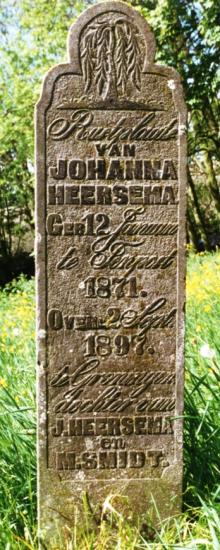 Rustplaats
VAN
JOHANNA
HEERSEMA
GEB 12 Januari
te
1871.
OVERL 2 Sept.
1897.
te Groningen
dochter van
J. HEERSEMA
en
M. SMIDT.